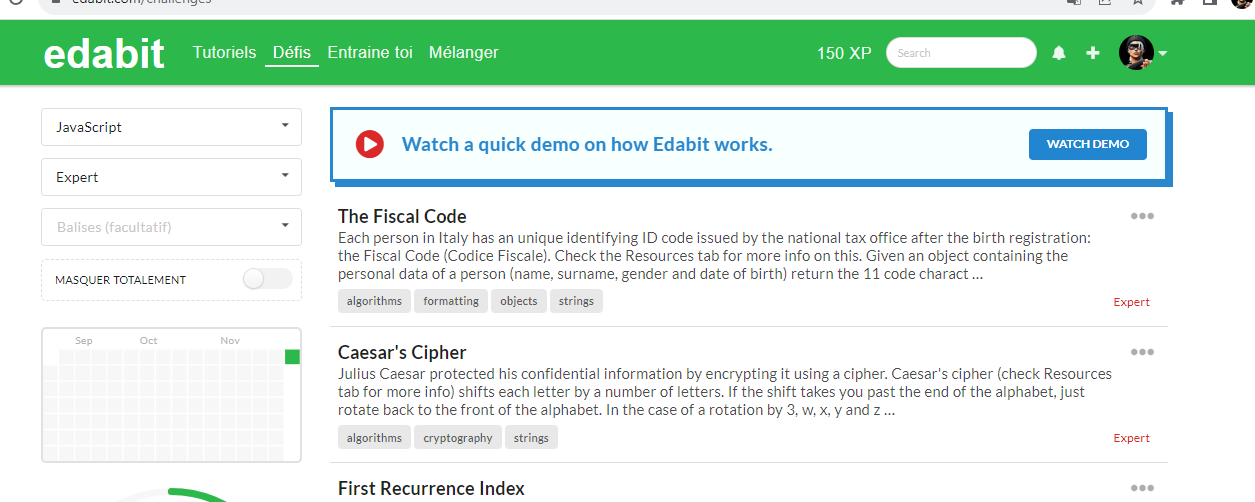 edabit.com/challenges
edabit Tutoriels Défis Entraine toi Mélanger 150 XP Search
JavaScript
Expert
Balises (facultatif)
MASQUER TOTALEMENT
Sep Oct Nov
Watch a quick demo on how Edabit works. WATCH DEMO
The Fiscal Code
Each person in Italy has an unique identifying ID code issued by the national tax office after the birth registration:
the Fiscal Code (Codice Fiscale). Check the Resources tab for more info on this. Given an object containing the
personal data of a person (name, surname, gender and date of birth) return the 11 code charact ...
algorithms formatting objects strings Expert
Caesar's Cipher
Julius Caesar protected his confidential information by encrypting it using a cipher. Caesar's cipher (check Resources
tab for more info) shifts each letter by a number of letters. If the shift takes you past the end of the alphabet, just
rotate back to the front of the alphabet. In the case of a rotation by 3, w, x, y and z ...
algorithms cryptography strings Expert
First Recurrence Index